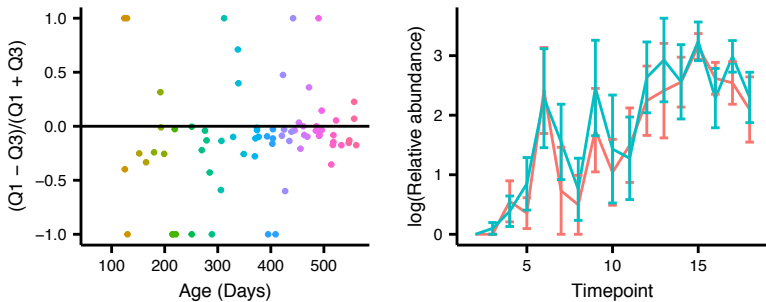 1.0
0.5
0.0
−0.5
−1.0
(Q1 − Q3)/(Q1 + Q3)
100 200 300 400 500
Age (Days)
3
2
1
0
log(Relative abundance)
5 10 15
Timepoint